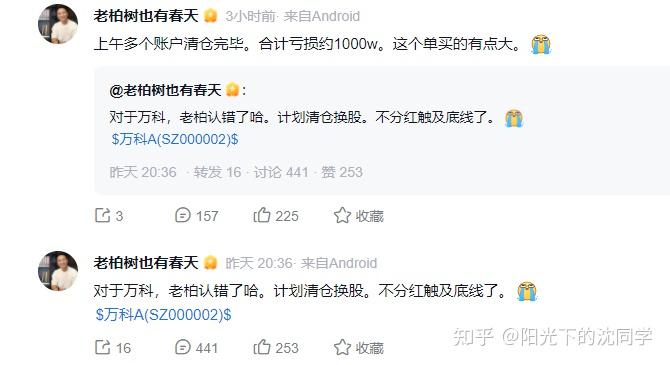 老柏树也有春天 3小时前· 来自Android
上午多个账户清仓完毕。合计亏损约1000w。这个单买的有点大。
@老柏树也有春天：
对于万科，老柏认错了哈。计划清仓换股。不分红触及底线了。
$万科A(SZ000002)$
昨天 20:36 · 转发 16 · 讨论 441 · 赞 253
3 157 225 收藏
老柏树也有春天 昨天 20:36· 来自Android
对于万科，老柏认错了哈。计划清仓换股。不分红触及底线了。
$万科A(SZ000002)$
16 441 253 收藏
知乎 @阳光下的沈同学